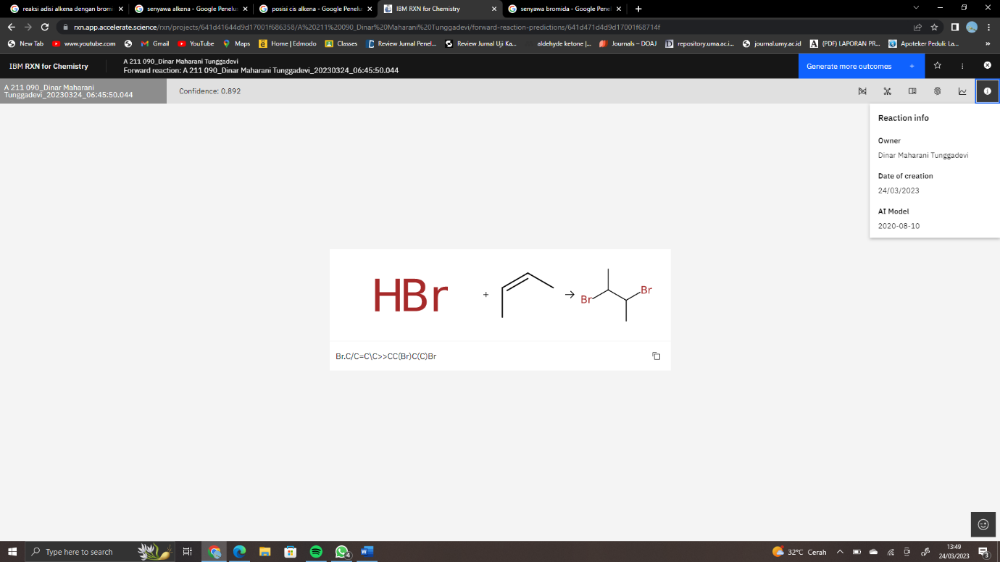 reaksi adisi alkena dengan bromi
senyawa alkena - Google Penelus
posisi cis alkena - Google Penelu
IBM RXN for Chemistry
senyawa bromida - Google Penel
rxn.app.accelerate.science/rxn/projects/641d41644d9d17001f686358/A%20211%20090_Dinar%20Maharani%20Tunggadevi/forward-reaction-predictions/641d471d4d9d17001f68714f
New Tab
www.youtube.com
Gmail
YouTube
Maps
Home | Edmodo
Classes
Review Jurnal Penel...
Review Jurnal Uji Ka...
aldehyde ketone |...
Journals – DOAJ
repository.uma.ac.i...
journal.umy.ac.id
(PDF) LAPORAN PR...
Apoteker Peduli: La...
IBM RXN for Chemistry
A 211 090_Dinar Maharani Tunggadevi
Forward reaction: A 211 090_Dinar Maharani Tunggadevi_20230324_06:45:50.044
Generate more outcomes +
A 211 090_Dinar Maharani
Tunggadevi_20230324_06:45:50.044
Confidence: 0.892
Reaction info
Owner
Dinar Maharani Tunggadevi
Date of creation
24/03/2023
AI Model
2020-08-10
HBr + → Br Br
Br.C/C=C\C>>CC(Br)C(C)Br
Type here to search
4
32°C Cerah
13:49
24/03/2023
3